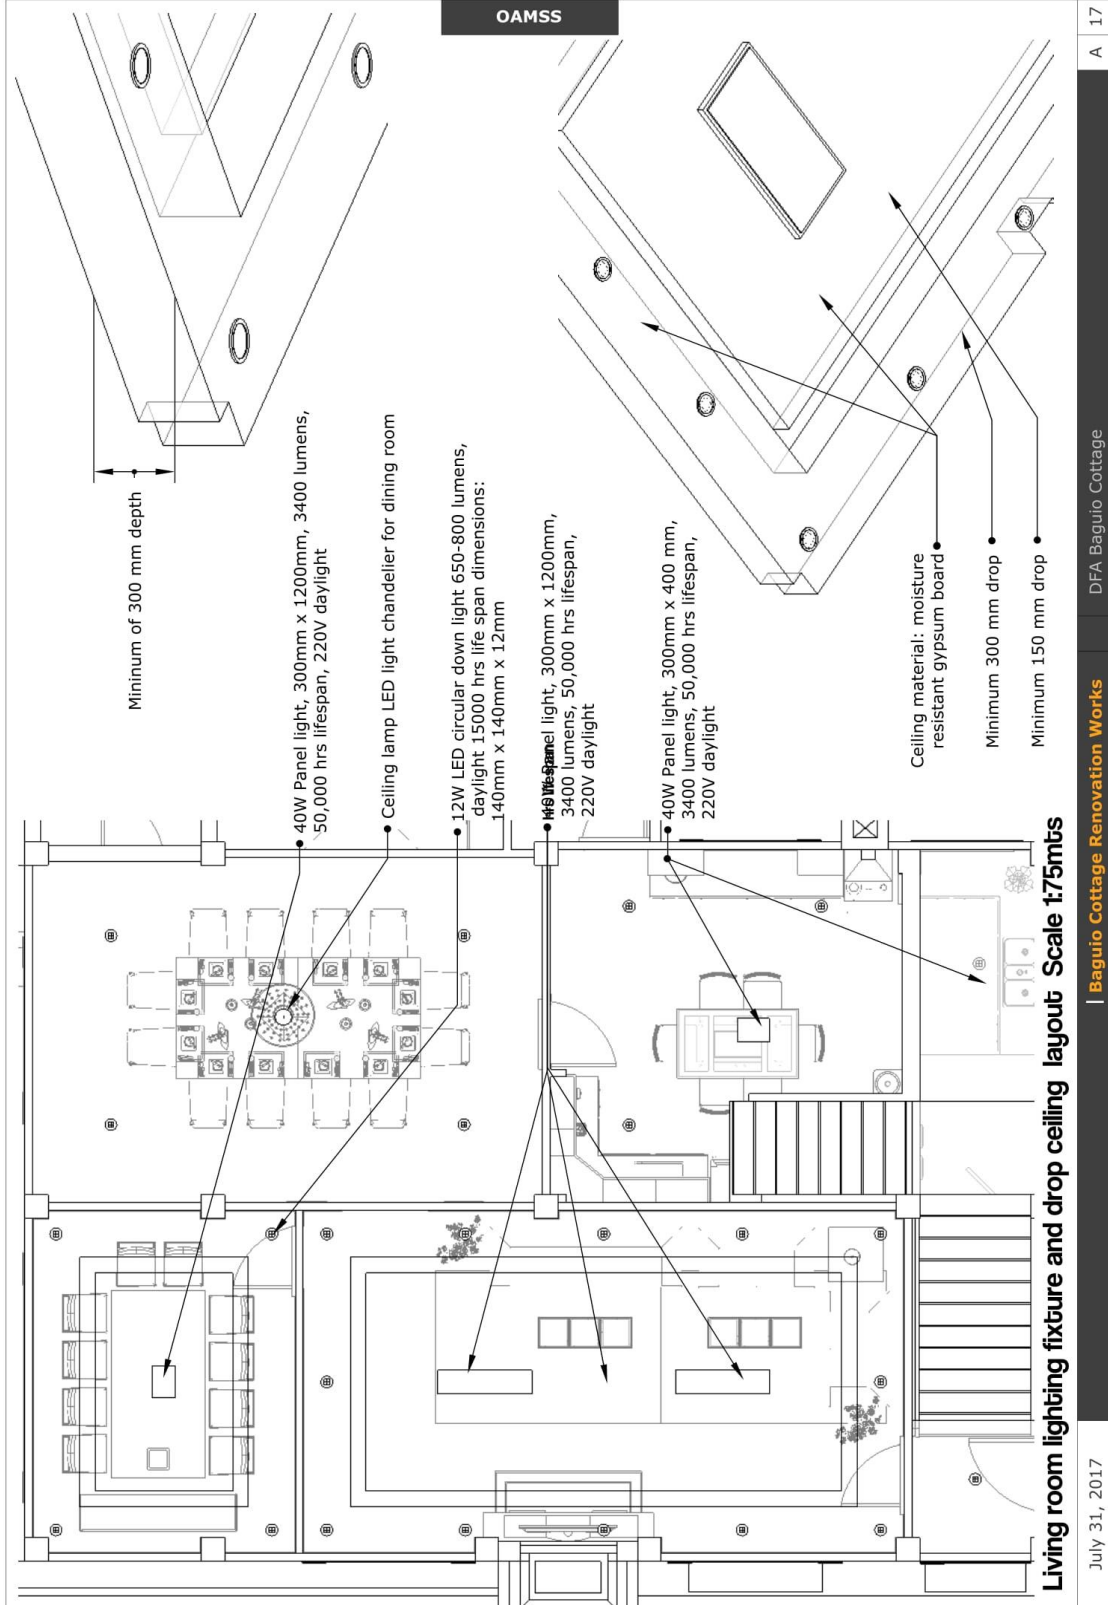 OAMSS
Mininum of 300 mm depth
40W Panel light, 300mm x 1200mm, 3400 lumens,
50,000 hrs lifespan, 220V daylight
Ceiling lamp LED light chandelier for dining room
12W LED circular down light 650-800 lumens,
daylight 15000 hrs life span dimensions:
140mm x 140mm x 12mm
Panel light, 300mm x 1200mm,
3400 lumens, 50,000 hrs lifespan,
220V daylight
40W Panel light, 300mm x 400 mm,
3400 lumens, 50,000 hrs lifespan,
220V daylight
Ceiling material: moisture
resistant gypsum board
Minimum 300 mm drop
Minimum 150 mm drop
Living room lighting fixture and drop ceiling layout Scale 1:75mts
July 31, 2017
| Baguio Cottage Renovation Works
DFA Baguio Cottage
A
17